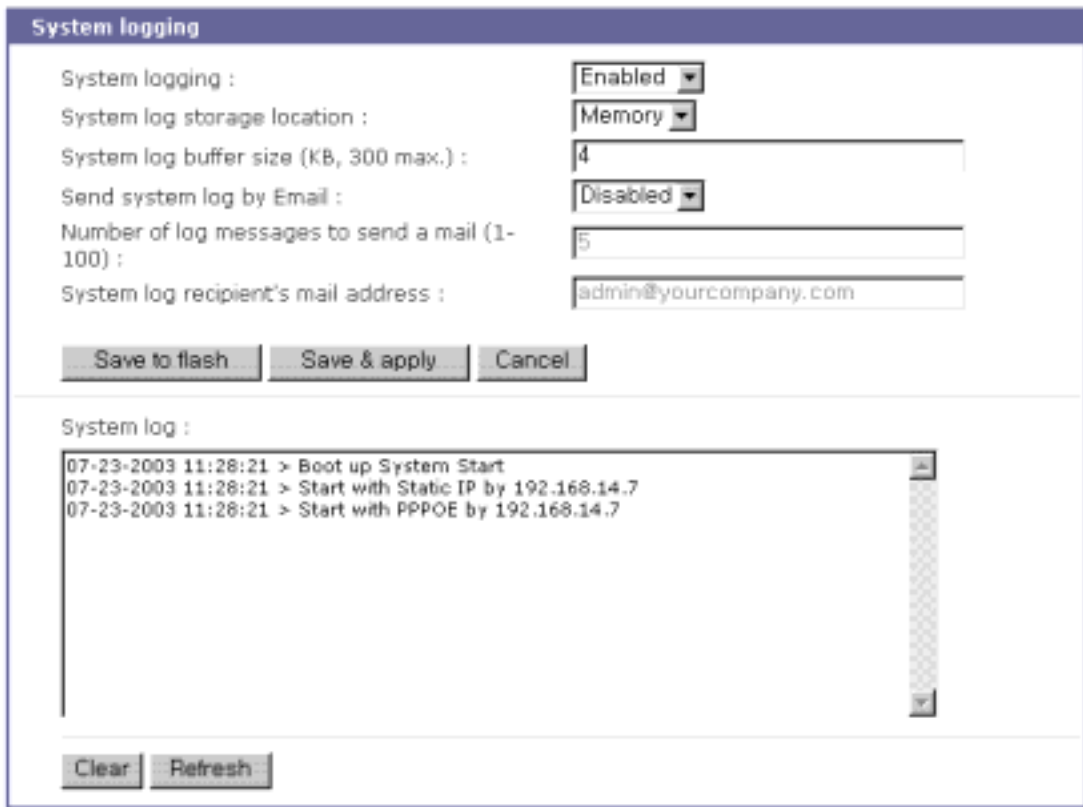 System logging
System logging : Enabled
System log storage location : Memory
System log buffer size (KB, 300 max.) : 4
Send system log by Email : Disabled
Number of log messages to send a mail (1-
100) : 5
System log recipient's mail address : admin@yourcompany.com
Save to flash Save & apply Cancel
System log :
07-23-2003 11:28:21 > Boot up System Start
07-23-2003 11:28:21 > Start with Static IP by 192.168.14.7
07-23-2003 11:28:21 > Start with PPPOE by 192.168.14.7
Clear Refresh